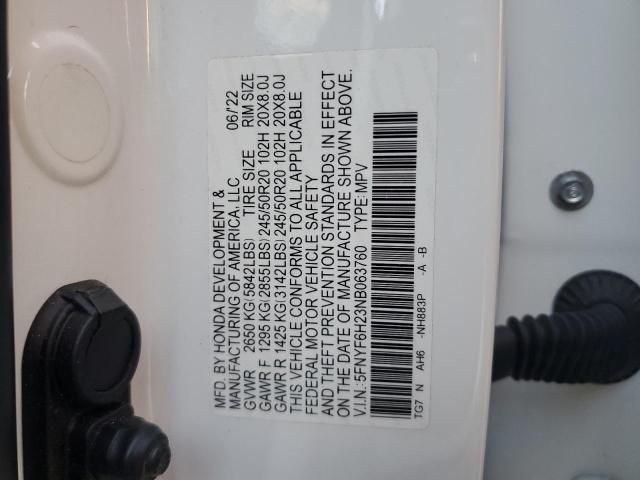 MFD. BY HONDA DEVELOPMENT &
MANUFACTURING OF AMERICA, LLC 06/'22
GVWR 2650 KG(5842LBS) TIRE SIZE RIM SIZE
GAWR F 1295 KG(2855LBS) 245/50R20 102H 20X8.0J
GAWR R 1425 KG(3142LBS) 245/50R20 102H 20X8.0J
THIS VEHICLE CONFORMS TO ALL APPLICABLE
FEDERAL MOTOR VEHICLE SAFETY
AND THEFT PREVENTION STANDARDS IN EFFECT
ON THE DATE OF MANUFACTURE SHOWN ABOVE.
V.I.N.: 5FNYF6H23NB063760 TYPE: MPV
TG7 N AH6 -NH883P -A -B